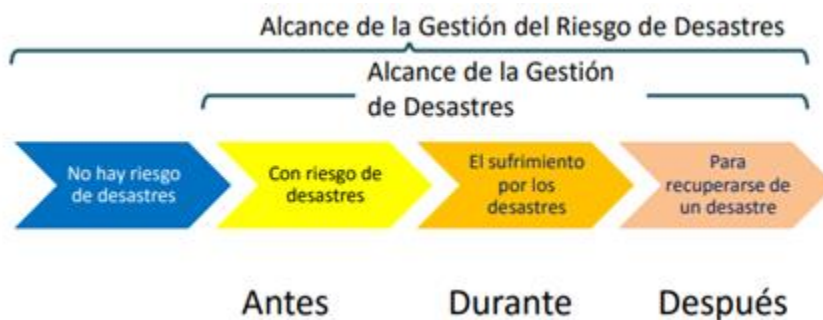 Alcance de la Gestión del Riesgo de Desastres
Alcance de la Gestión
de Desastres
No hay riesgo
de desastres
Con riesgo de
desastres
El sufrimiento
por los
desastres
Para
recuperarse de
un desastre
Antes
Durante
Después